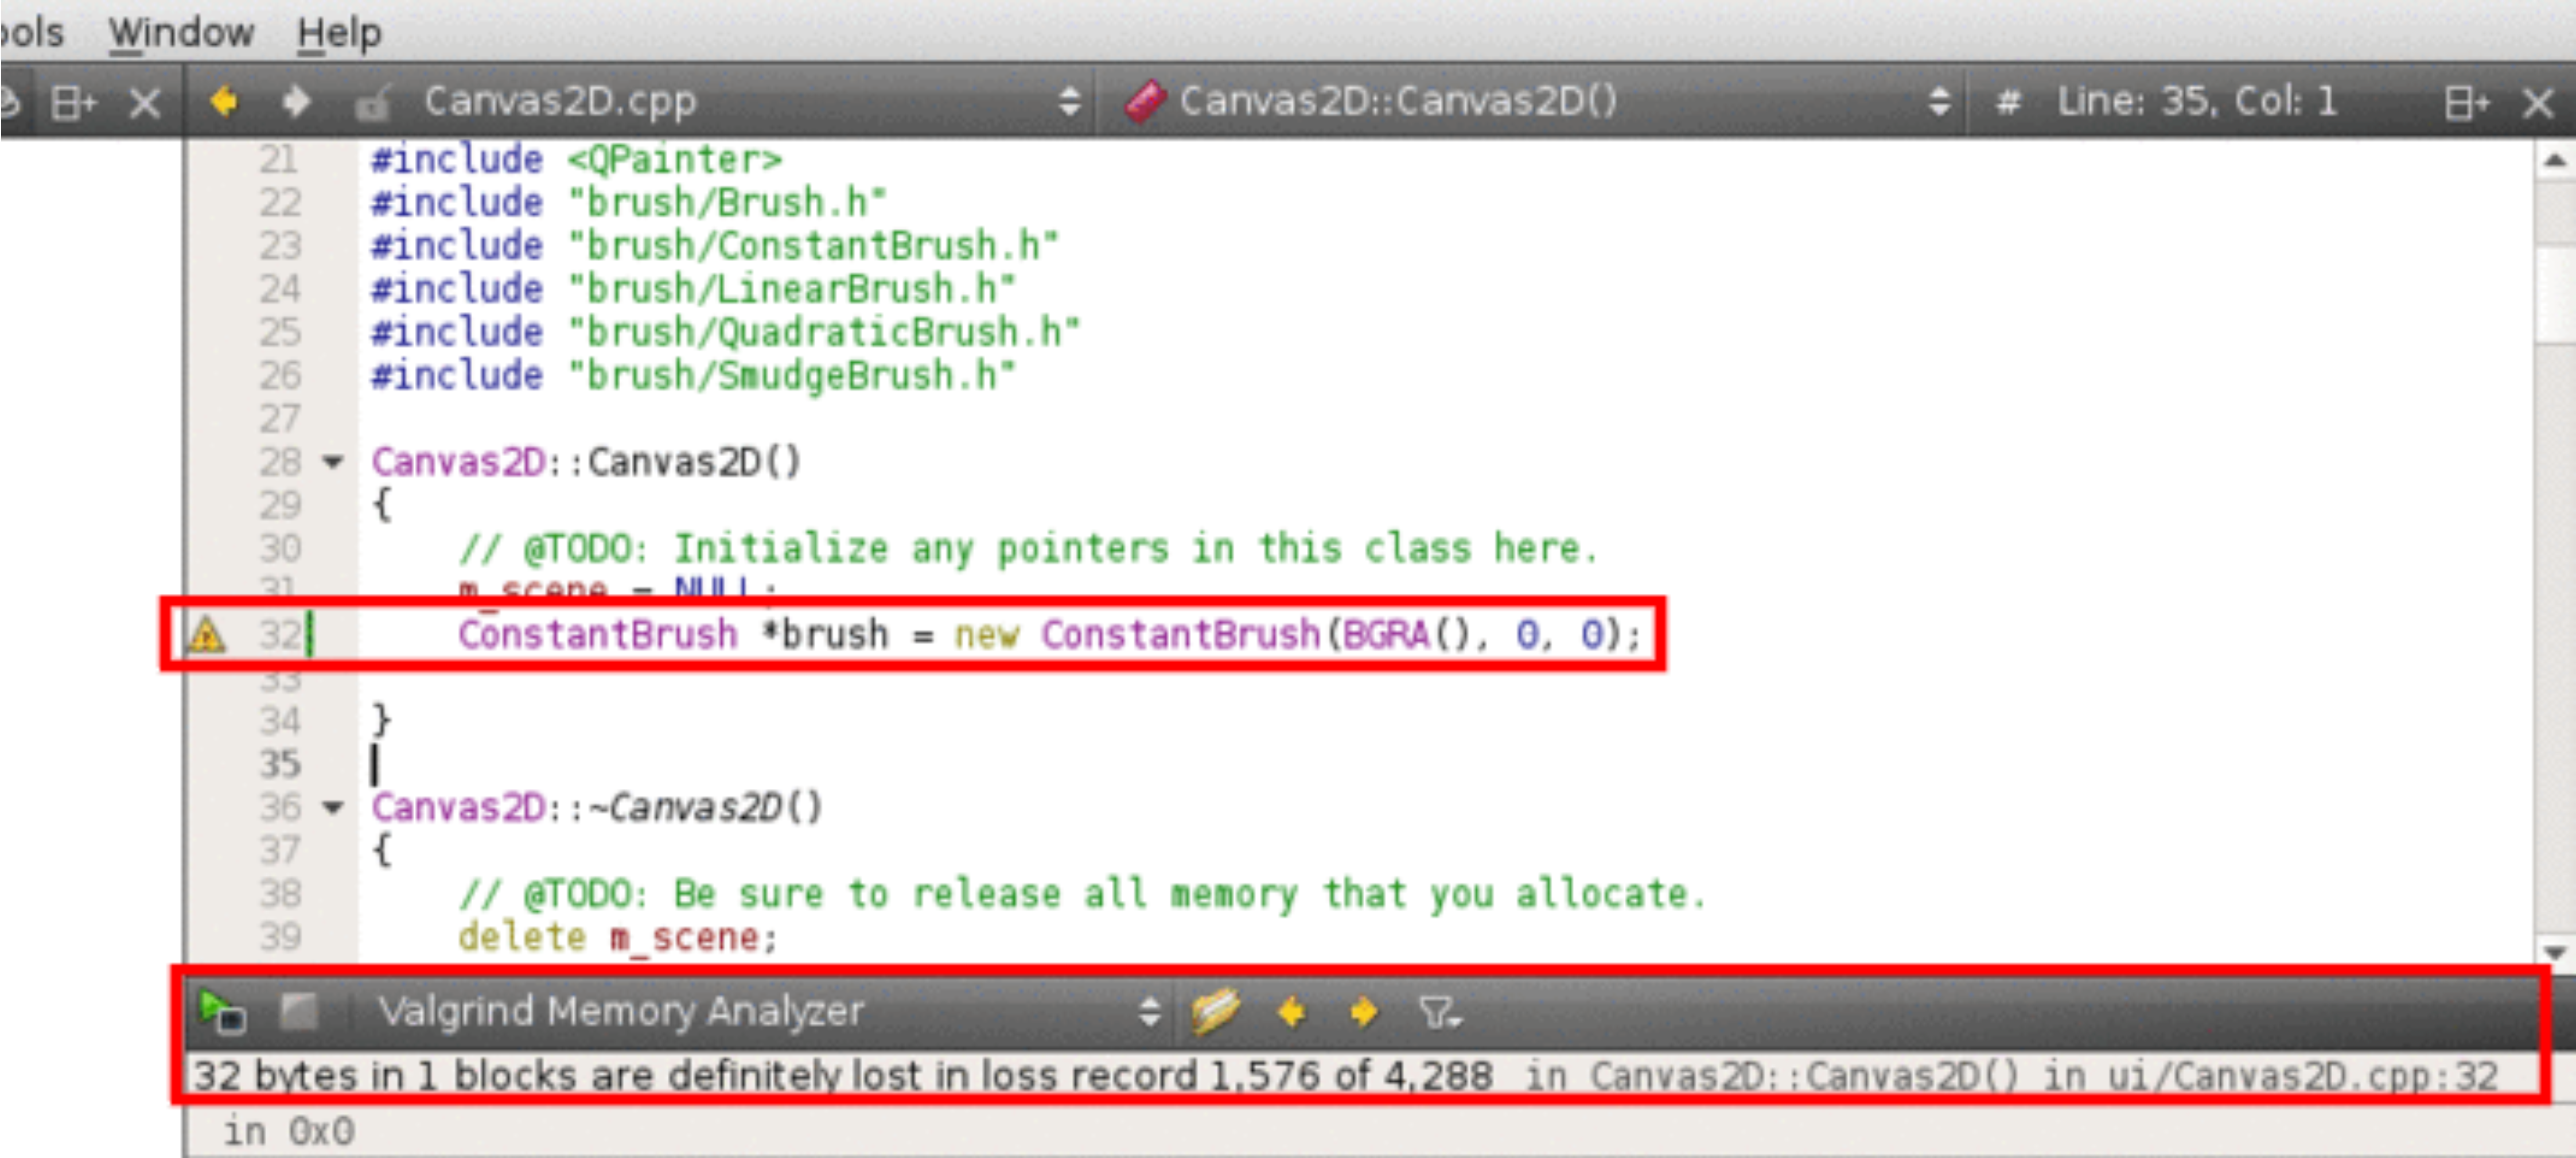 ools Window Help
Canvas2D.cpp Canvas2D::Canvas2D() # Line: 35, Col: 1
21 #include <QPainter>
22 #include "brush/Brush.h"
23 #include "brush/ConstantBrush.h"
24 #include "brush/LinearBrush.h"
25 #include "brush/QuadraticBrush.h"
26 #include "brush/SmudgeBrush.h"
27
28 Canvas2D::Canvas2D()
29 {
30 // @TODO: Initialize any pointers in this class here.
31 m_scene = NULL;
32 ConstantBrush *brush = new ConstantBrush(BGRA(), 0, 0);
33
34 }
35
36 Canvas2D::~Canvas2D()
37 {
38 // @TODO: Be sure to release all memory that you allocate.
39 delete m_scene;
Valgrind Memory Analyzer
32 bytes in 1 blocks are definitely lost in loss record 1,576 of 4,288 in Canvas2D::Canvas2D() in ui/Canvas2D.cpp:32
in 0x0